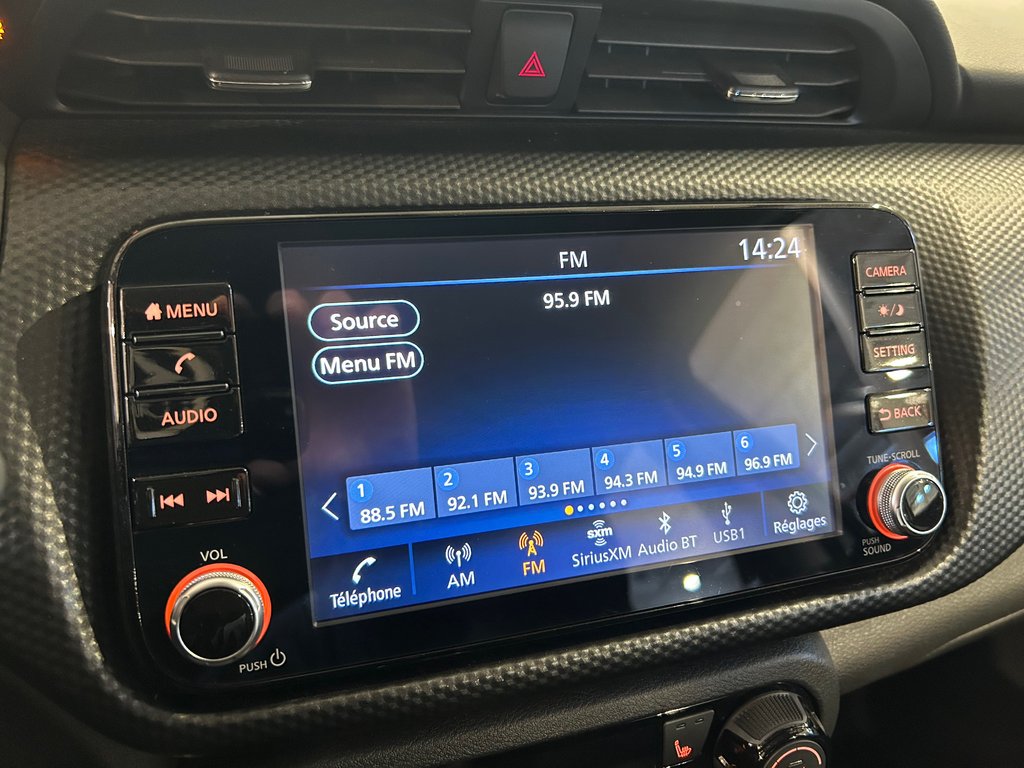 FM
14:24
95.9 FM
Source
Menu FM
1
88.5 FM
2
92.1 FM
3
93.9 FM
4
94.3 FM
5
94.9 FM
6
96.9 FM
Téléphone
AM
FM
sxm
SiriusXM
Audio BT
USB1
Réglages
MENU
AUDIO
VOL
PUSH
CAMERA
SETTING
BACK
TUNE·SCROLL
PUSH
SOUND